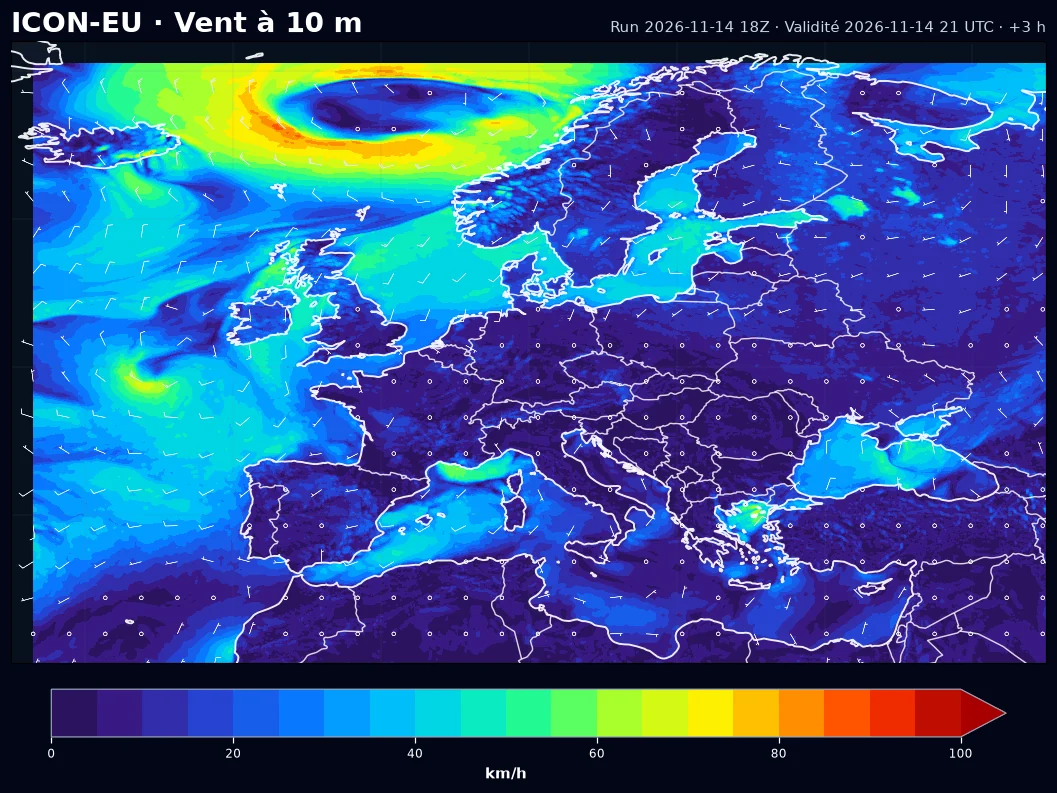 ICON-EU · Vent à 10 m
Run 2026-11-14 18Z · Validité 2026-11-14 21 UTC · +3 h
0 20 40 60 80 100
km/h